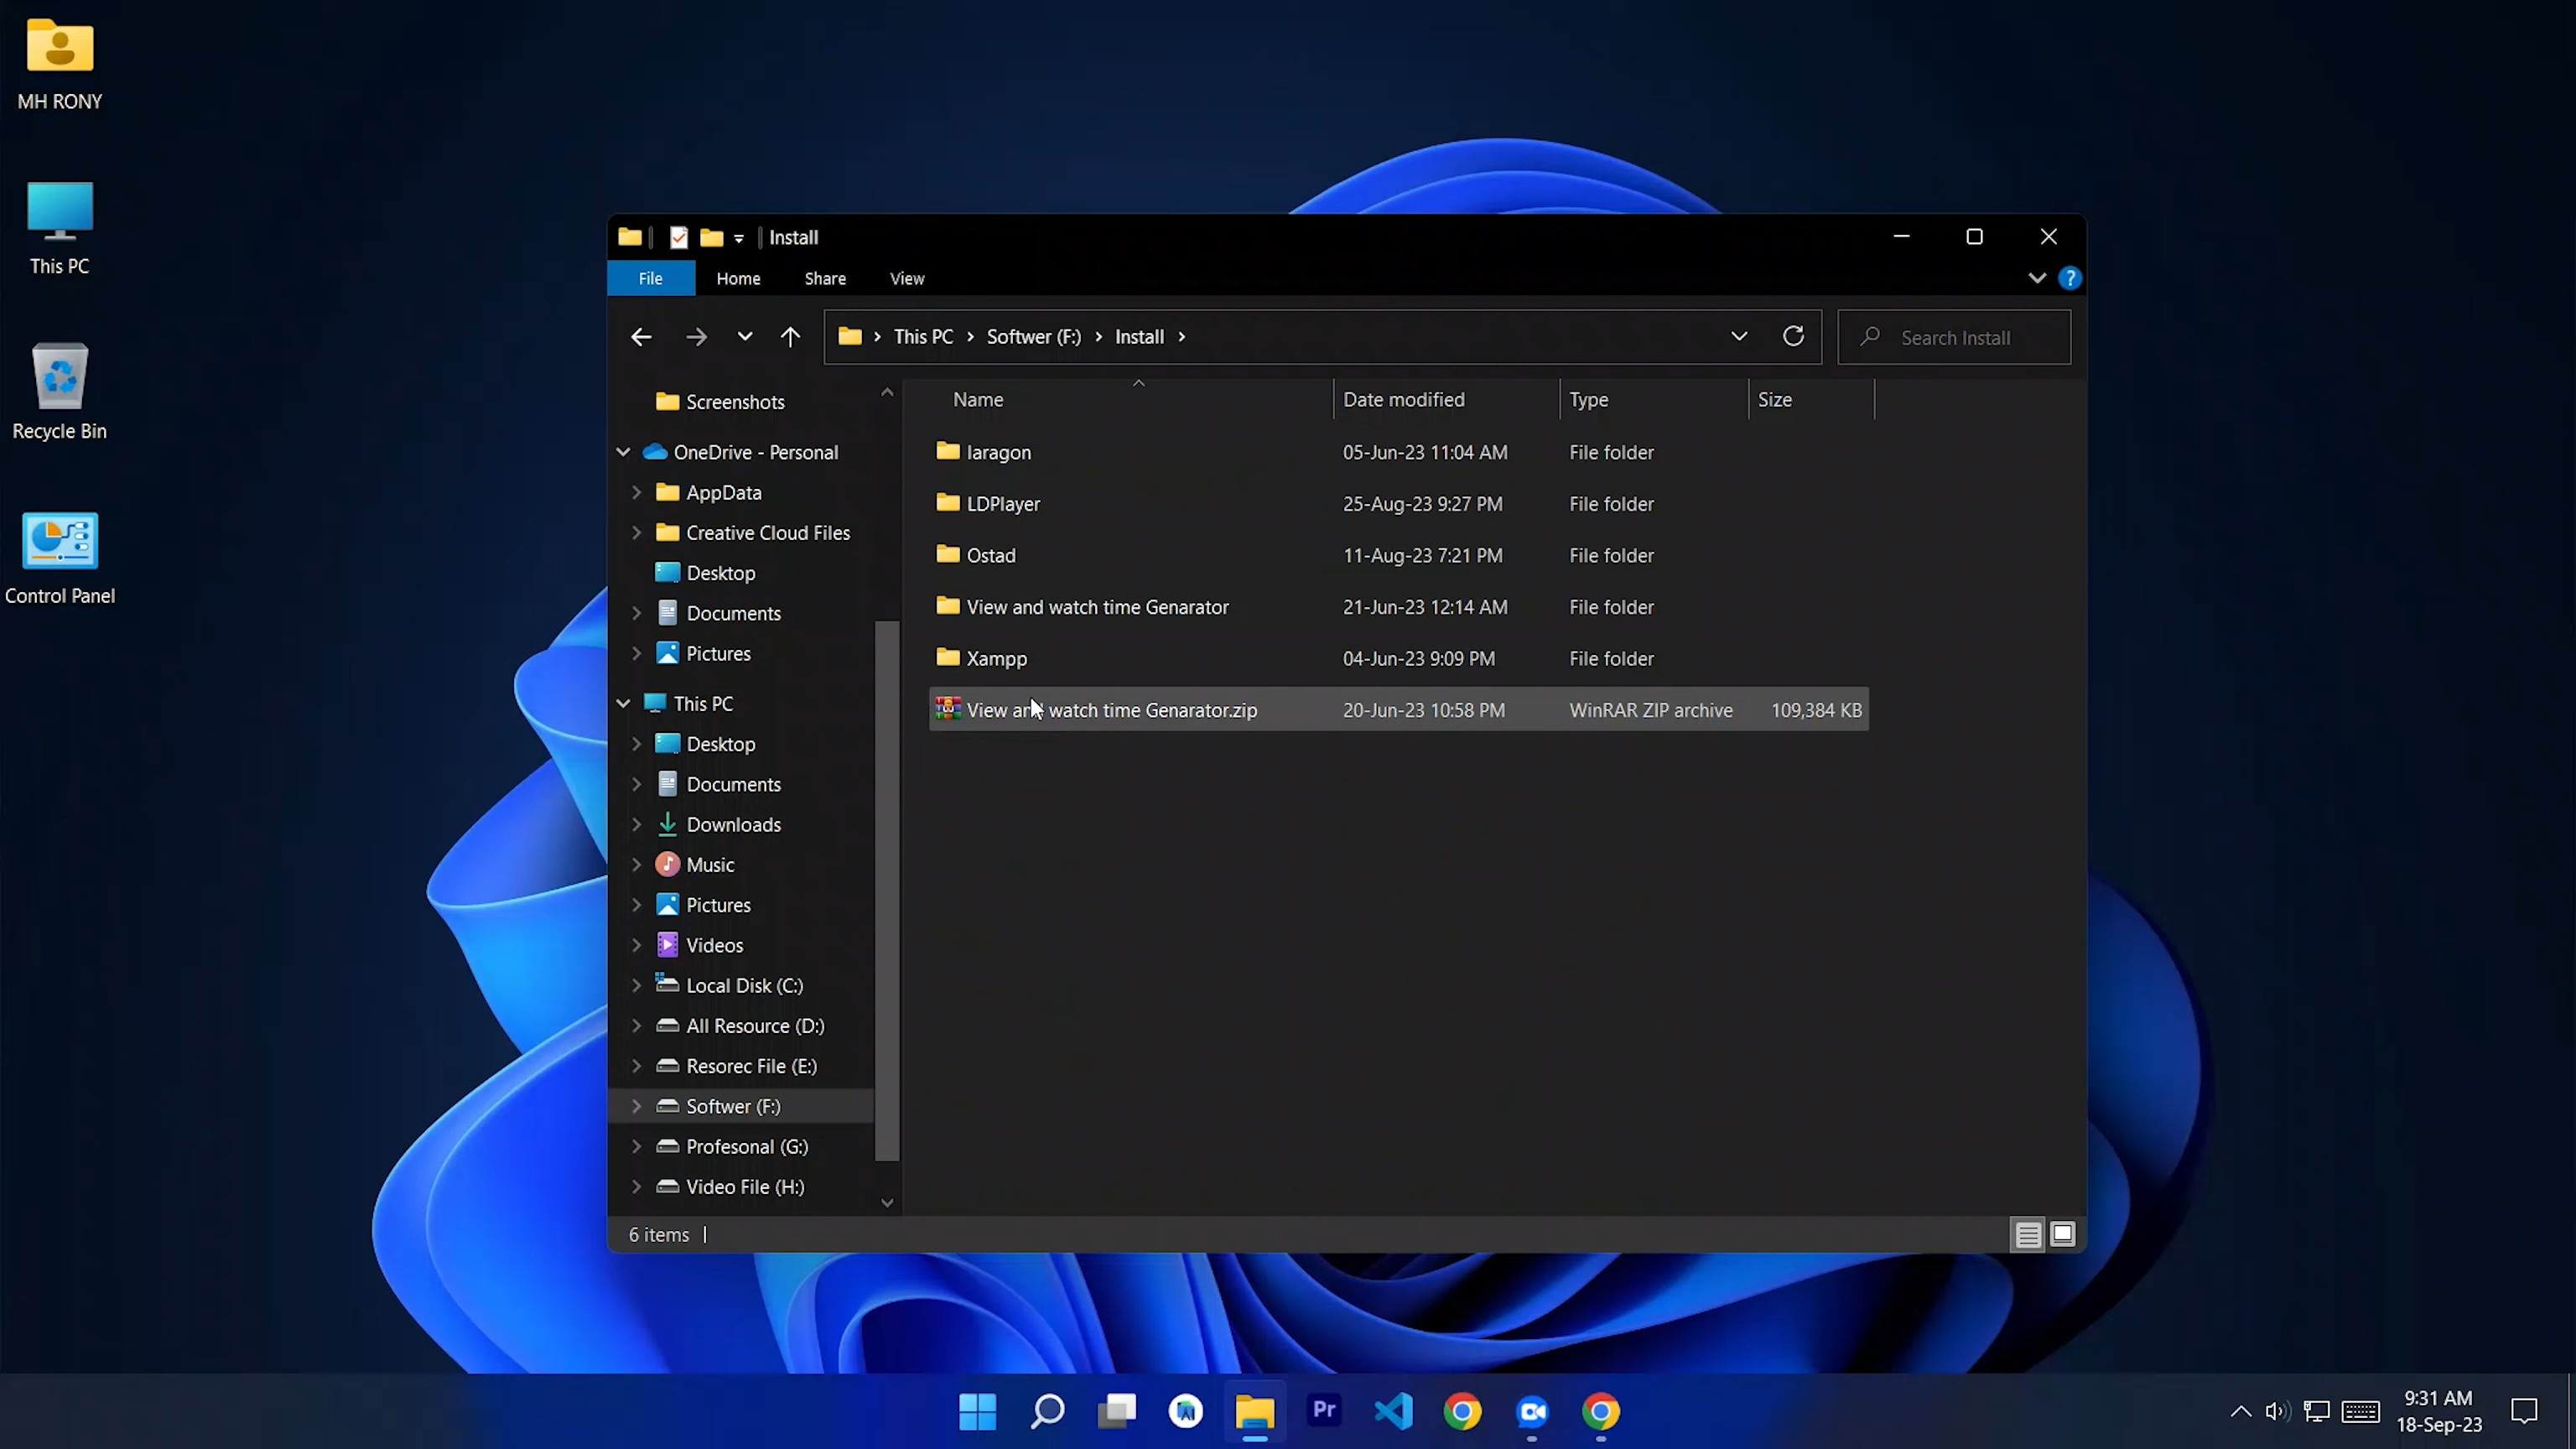 MH RONY
This PC
Recycle Bin
Control Panel
Install
File Home Share View
?
This PC Softwer (F:) Install
Search Install
Screenshots
OneDrive - Personal
AppData
Creative Cloud Files
Desktop
Documents
Pictures
This PC
Desktop
Documents
Downloads
Music
Pictures
Videos
Local Disk (C:)
All Resource (D:)
Resorec File (E:)
Softwer (F:)
Profesonal (G:)
Video File (H:)
Name Date modified Type Size
laragon 05-Jun-23 11:04 AM File folder
LDPlayer 25-Aug-23 9:27 PM File folder
Ostad 11-Aug-23 7:21 PM File folder
View and watch time Genarator 21-Jun-23 12:14 AM File folder
Xampp 04-Jun-23 9:09 PM File folder
View and watch time Genarator.zip 20-Jun-23 10:58 PM WinRAR ZIP archive 109,384 KB
6 items
Pr
9:31 AM
18-Sep-23